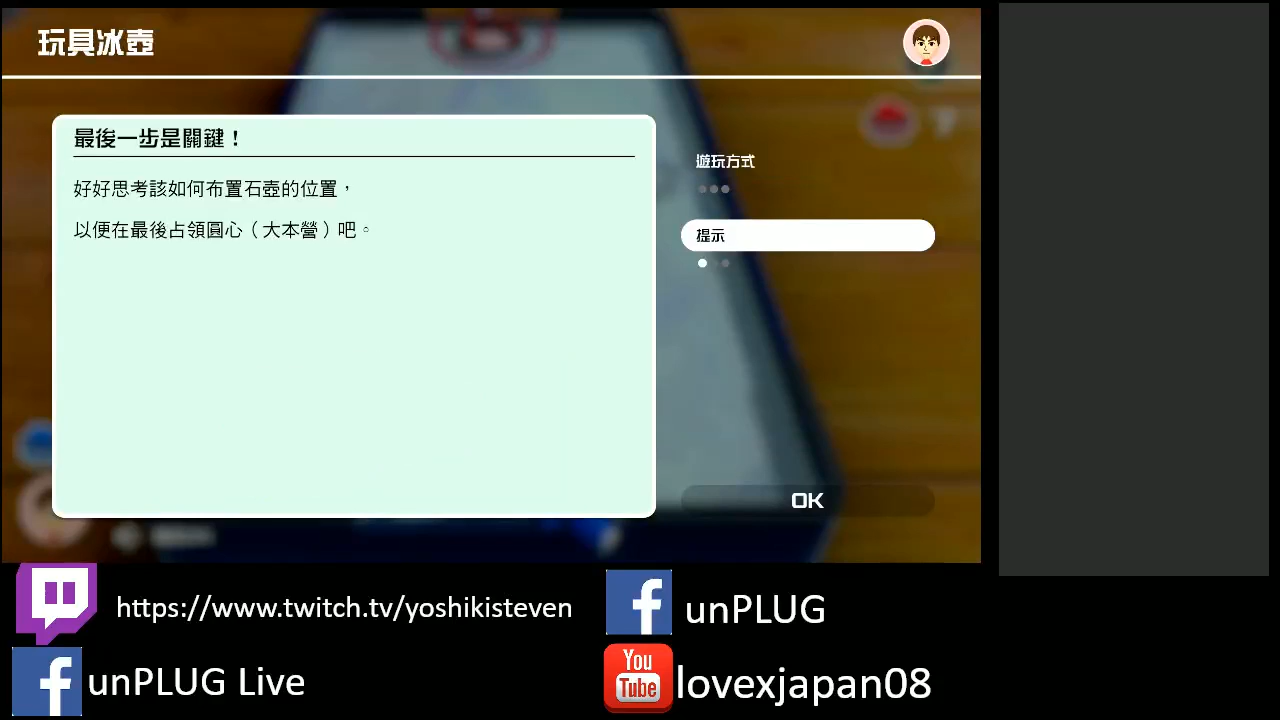 玩具冰壺
最後一步是關鍵！
好好思考該如何布置石壺的位置，
以便在最後占領圓心（大本營）吧。
遊玩方式
提示
OK
https://www.twitch.tv/yoshikisteven
unPLUG
unPLUG Live
You
Tube
lovexjapan08